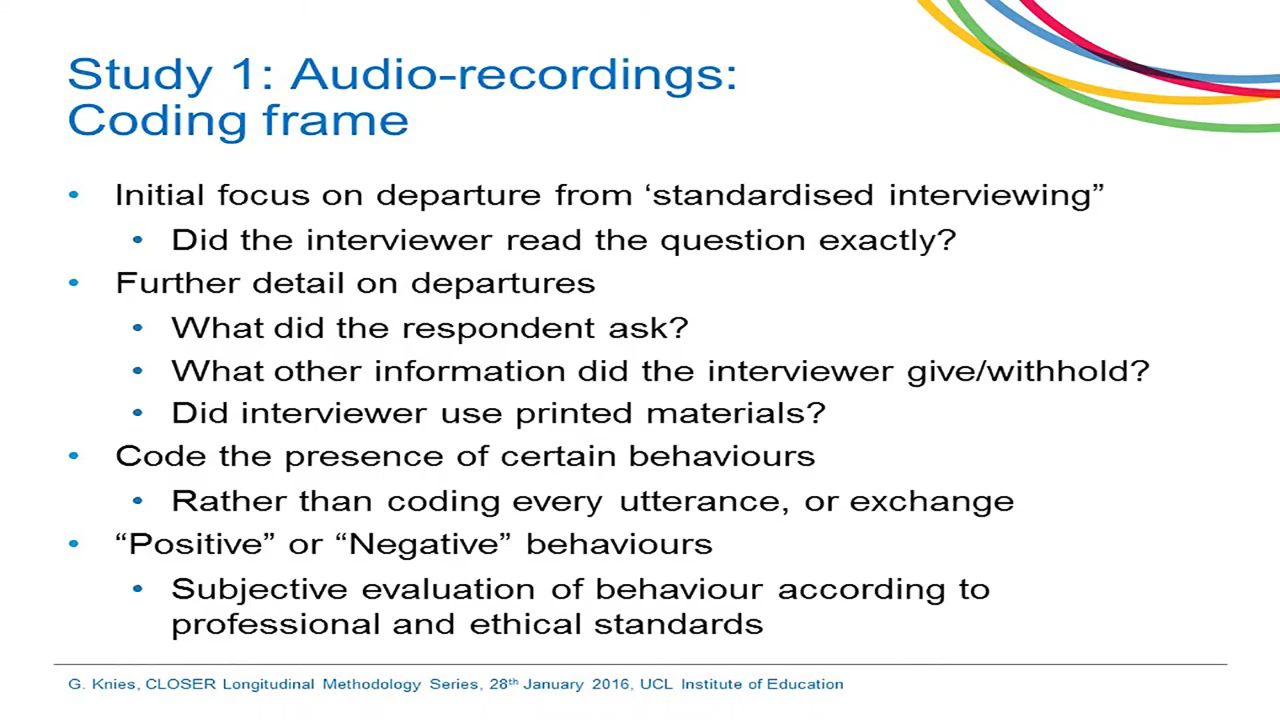 Study 1: Audio-recordings:
Coding frame
• Initial focus on departure from ‘standardised interviewing”
• Did the interviewer read the question exactly?
• Further detail on departures
• What did the respondent ask?
• What other information did the interviewer give/withhold?
• Did interviewer use printed materials?
• Code the presence of certain behaviours
• Rather than coding every utterance, or exchange
• “Positive” or “Negative” behaviours
• Subjective evaluation of behaviour according to
professional and ethical standards
G. Knies, CLOSER Longitudinal Methodology Series, 28th January 2016, UCL Institute of Education